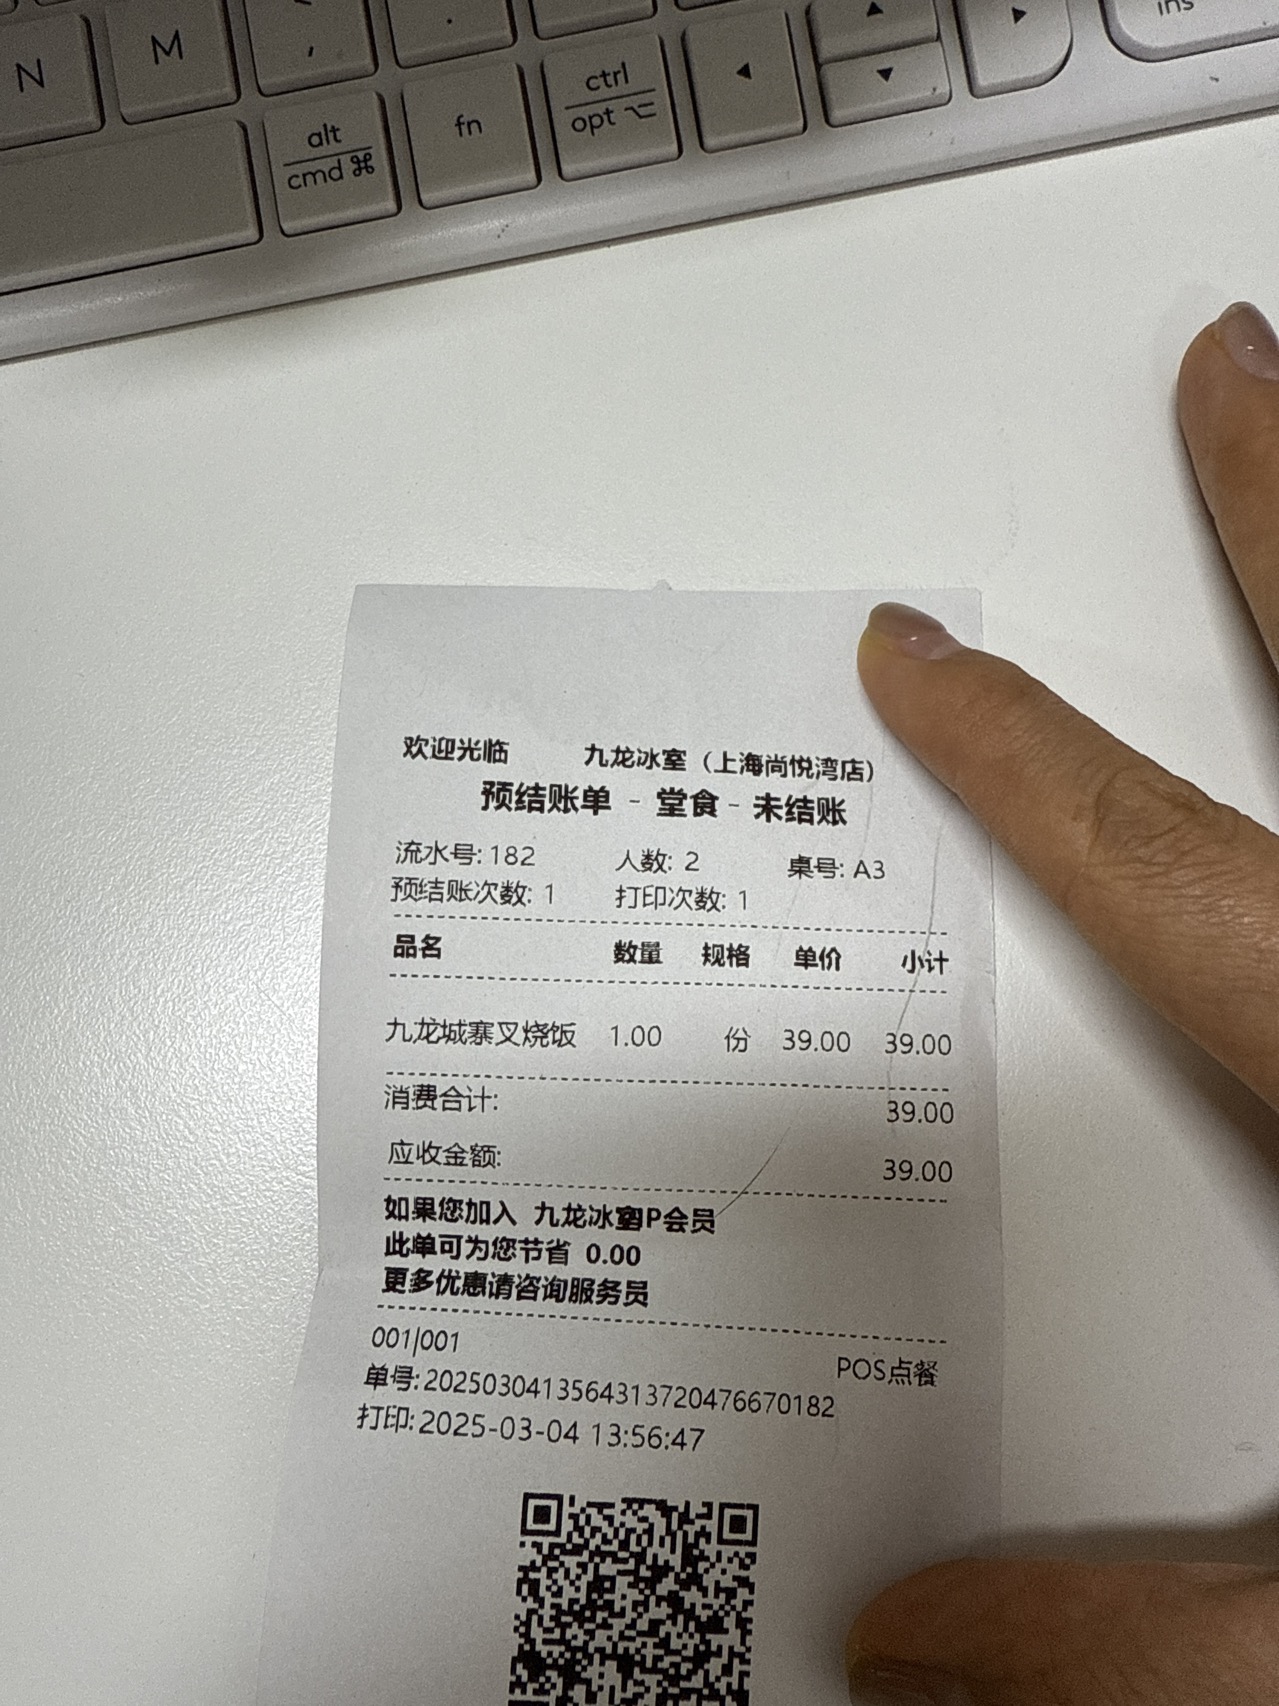 N M , .
alt
cmd ⌘
fn
ctrl
opt ⌥
◀ ▲ ▼ ▶
ins
欢迎光临 九龙冰室（上海尚悦湾店）
预结账单 - 堂食 - 未结账
流水号: 182 人数: 2 桌号: A3
预结账次数: 1 打印次数: 1
品名 数量 规格 单价 小计
九龙城寨叉烧饭 1.00 份 39.00 39.00
消费合计: 39.00
应收金额: 39.00
如果您加入 九龙冰室IP会员
此单可为您节省 0.00
更多优惠请咨询服务员
001|001 POS点餐
单号:2025030413564313720476670182
打印:2025-03-04 13:56:47